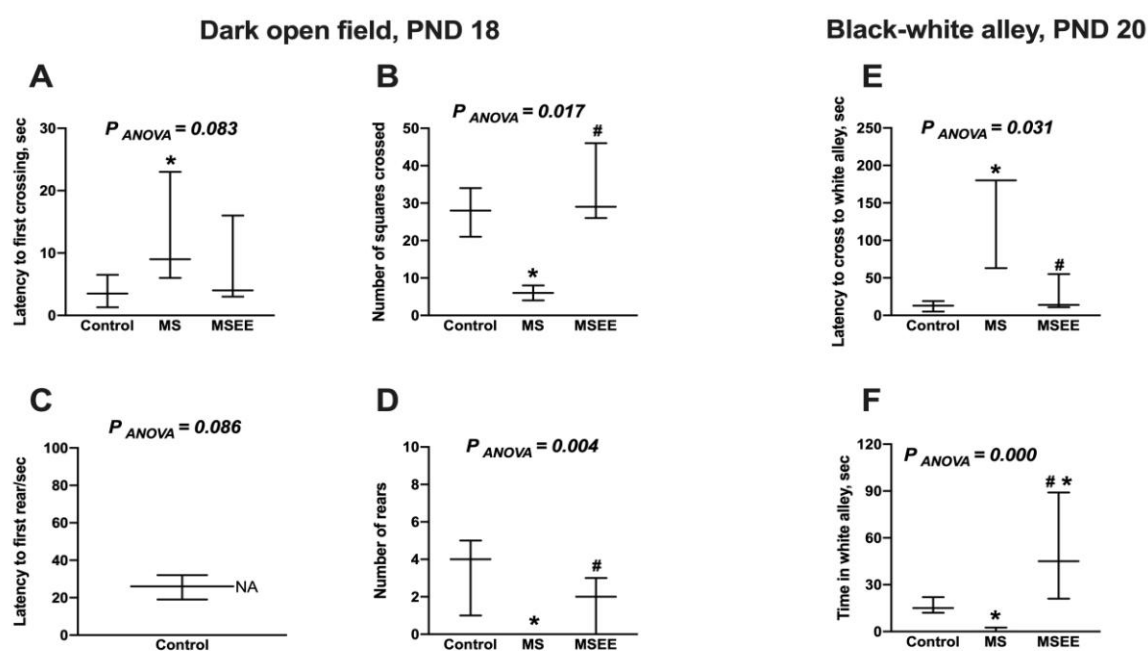 Dark open field, PND 18
Black-white alley, PND 20
A
P ANOVA = 0.083
Latency to first crossing, sec
30
20
10
0
*
Control MS MSEE
B
P ANOVA = 0.017
Number of squares crossed
50
40
30
20
10
0
*
#
Control MS MSEE
E
P ANOVA = 0.031
Latency to cross to white alley, sec
250
200
150
100
50
0
*
#
Control MS MSEE
C
P ANOVA = 0.086
Latency to first rear/sec
100
80
60
40
20
0
NA
Control
D
P ANOVA = 0.004
Number of rears
10
8
6
4
2
0
*
#
Control MS MSEE
F
P ANOVA = 0.000
Time in white alley, sec
120
90
60
30
0
*
# *
Control MS MSEE